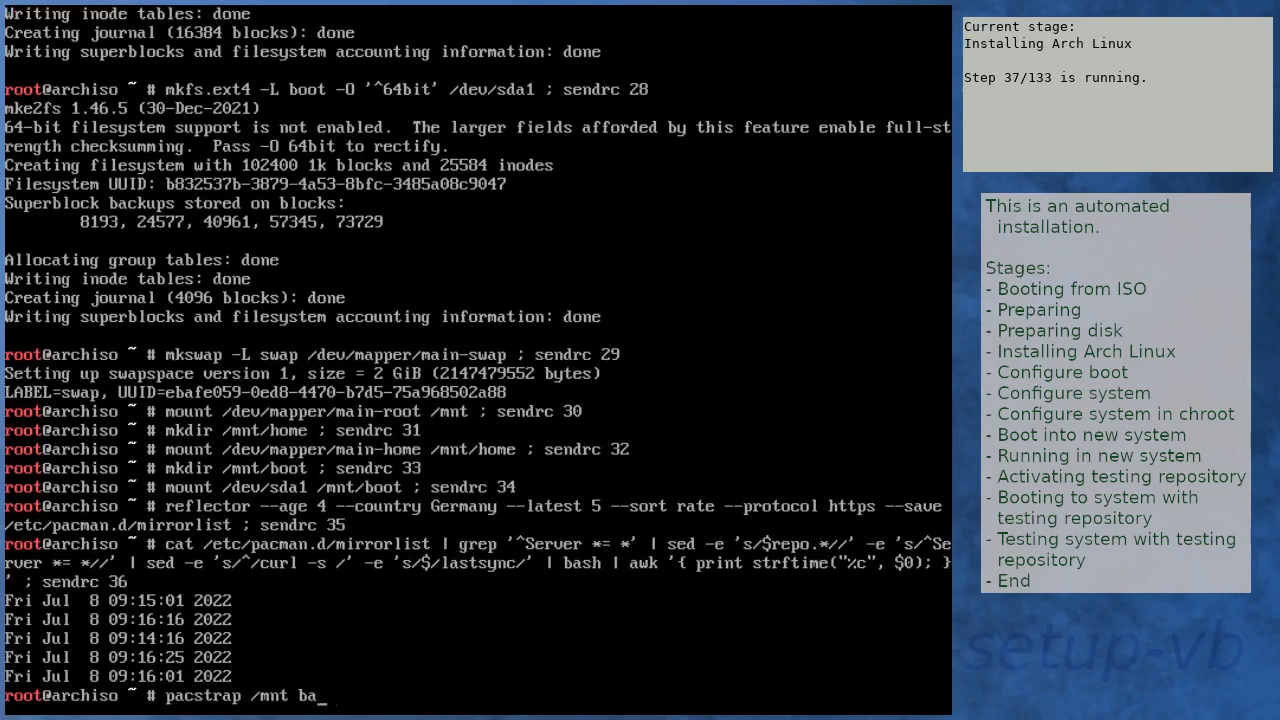 Writing inode tables: done
Creating journal (16384 blocks): done
Writing superblocks and filesystem accounting information: done
root@archiso ~ # mkfs.ext4 -L boot -O '^64bit' /dev/sda1 ; sendrc 28
mke2fs 1.46.5 (30-Dec-2021)
64-bit filesystem support is not enabled.  The larger fields afforded by this feature enable full-st
rength checksumming.  Pass -O 64bit to rectify.
Creating filesystem with 102400 1k blocks and 25584 inodes
Filesystem UUID: b832537b-3879-4a53-8bfc-3485a08c9047
Superblock backups stored on blocks:
        8193, 24577, 40961, 57345, 73729
Allocating group tables: done
Writing inode tables: done
Creating journal (4096 blocks): done
Writing superblocks and filesystem accounting information: done
root@archiso ~ # mkswap -L swap /dev/mapper/main-swap ; sendrc 29
Setting up swapspace version 1, size = 2 GiB (2147479552 bytes)
LABEL=swap, UUID=ebafe059-0ed8-4470-b7d5-75a968502a88
root@archiso ~ # mount /dev/mapper/main-root /mnt ; sendrc 30
root@archiso ~ # mkdir /mnt/home ; sendrc 31
root@archiso ~ # mount /dev/mapper/main-home /mnt/home ; sendrc 32
root@archiso ~ # mkdir /mnt/boot ; sendrc 33
root@archiso ~ # mount /dev/sda1 /mnt/boot ; sendrc 34
root@archiso ~ # reflector --age 4 --country Germany --latest 5 --sort rate --protocol https --save
/etc/pacman.d/mirrorlist ; sendrc 35
root@archiso ~ # cat /etc/pacman.d/mirrorlist | grep '^Server *= *' | sed -e 's/$repo.*//' -e 's/^Se
rver *= *//' | sed -e 's/^/curl -s /' -e 's/$/lastsync/' | bash | awk '{ print strftime("%c", $0); }
' ; sendrc 36
Fri Jul  8 09:15:01 2022
Fri Jul  8 09:16:16 2022
Fri Jul  8 09:14:16 2022
Fri Jul  8 09:16:25 2022
Fri Jul  8 09:16:01 2022
root@archiso ~ # pacstrap /mnt ba_
Current stage:
Installing Arch Linux
Step 37/133 is running.
This is an automated
installation.
Stages:
- Booting from ISO
- Preparing
- Preparing disk
- Installing Arch Linux
- Configure boot
- Configure system
- Configure system in chroot
- Boot into new system
- Running in new system
- Activating testing repository
- Booting to system with
testing repository
- Testing system with testing
repository
- End
-setup-vb